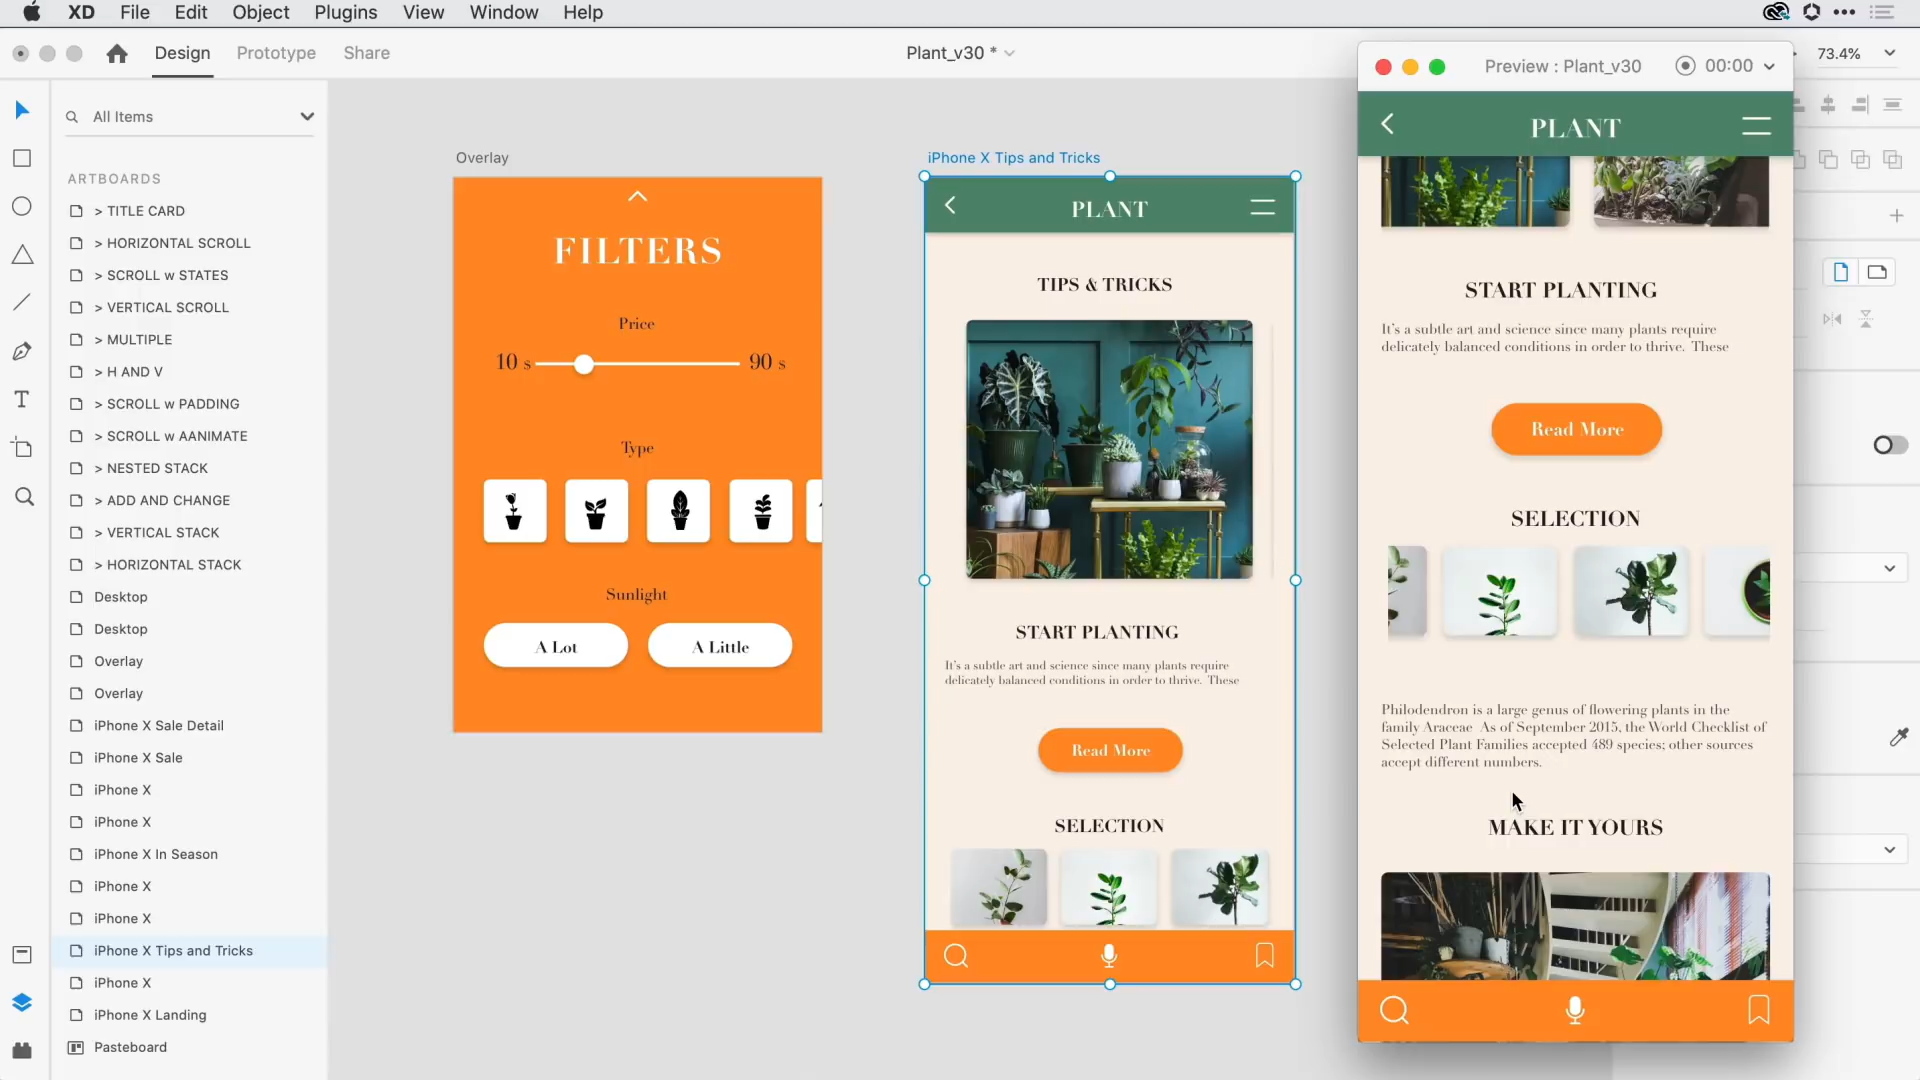 XD File Edit Object Plugins View Window Help
Design Prototype Share
Plant_v30 *
73.4%
All Items
ARTBOARDS
> TITLE CARD
> HORIZONTAL SCROLL
> SCROLL w STATES
> VERTICAL SCROLL
> MULTIPLE
> H AND V
> SCROLL w PADDING
> SCROLL w AANIMATE
> NESTED STACK
> ADD AND CHANGE
> VERTICAL STACK
> HORIZONTAL STACK
Desktop
Desktop
Overlay
Overlay
iPhone X Sale Detail
iPhone X Sale
iPhone X
iPhone X
iPhone X In Season
iPhone X
iPhone X
iPhone X Tips and Tricks
iPhone X
iPhone X Landing
Pasteboard
Overlay
FILTERS
Price
10 s 90 s
Type
Sunlight
A Lot A Little
iPhone X Tips and Tricks
PLANT
TIPS & TRICKS
START PLANTING
It's a subtle art and science since many plants require
delicately balanced conditions in order to thrive. These
Read More
SELECTION
Preview : Plant_v30 00:00
PLANT
START PLANTING
It's a subtle art and science since many plants require
delicately balanced conditions in order to thrive. These
Read More
SELECTION
Philodendron is a large genus of flowering plants in the
family Araceae As of September 2015, the World Checklist of
Selected Plant Families accepted 489 species; other sources
accept different numbers.
MAKE IT YOURS